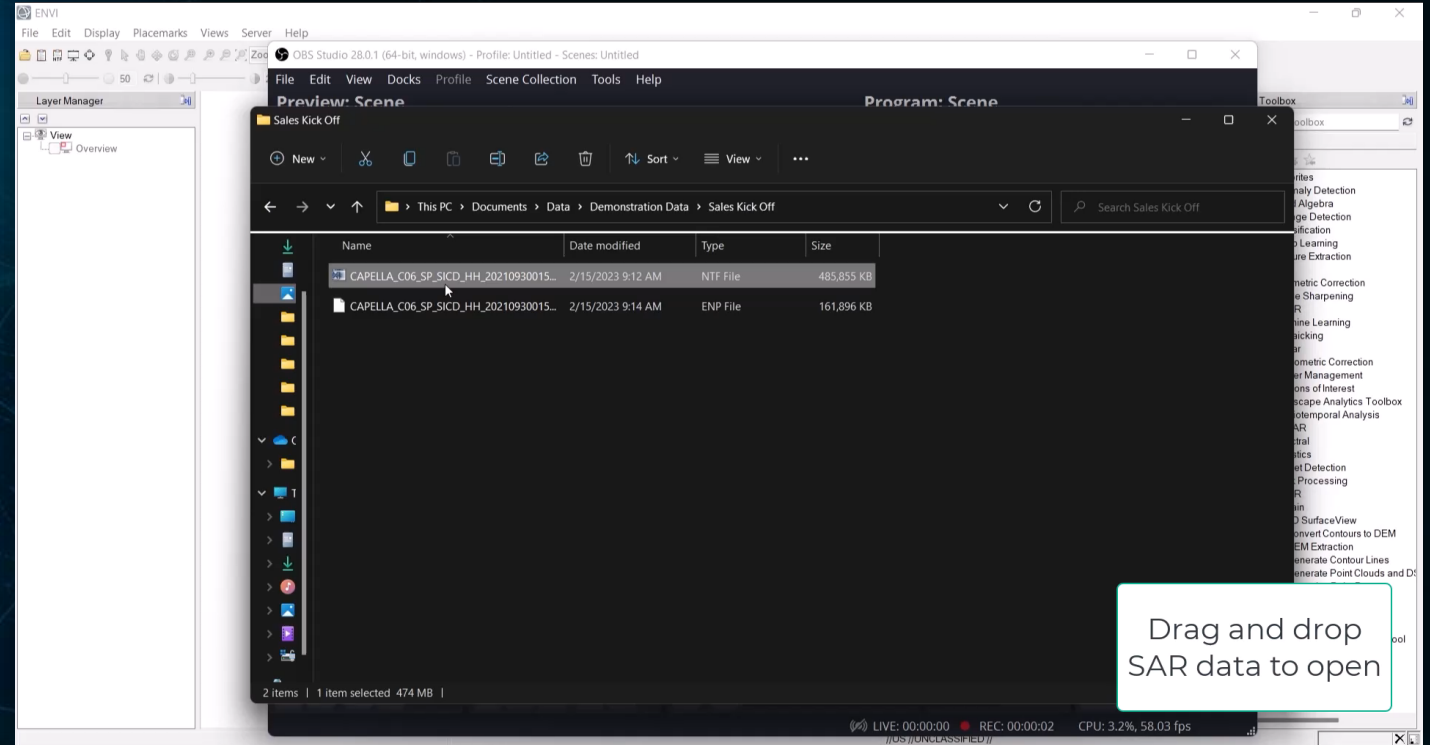 ENVI
File Edit Display Placemarks Views Server Help
50
Layer Manager
View
Overview
OBS Studio 28.0.1 (64-bit, windows) - Profile: Untitled - Scenes: Untitled
File Edit View Docks Profile Scene Collection Tools Help
Preview: Scene
Program: Scene
Sales Kick Off
New
Sort
View
This PC > Documents > Data > Demonstration Data > Sales Kick Off
Search Sales Kick Off
Name Date modified Type Size
CAPELLA_C06_SP_SICD_HH_20210930015... 2/15/2023 9:12 AM NTF File 485,855 KB
CAPELLA_C06_SP_SICD_HH_20210930015... 2/15/2023 9:14 AM ENP File 161,896 KB
2 items | 1 item selected 474 MB |
LIVE: 00:00:00 REC: 00:00:02 CPU: 3.2%, 58.03 fps
//US //UNCLASSIFIED //
Toolbox
oolbox
rites
naly Detection
l Algebra
ge Detection
sification
Learning
ure Extraction
metric Correction
e Sharpening
R
hine Learning
aicking
ar
ometric Correction
er Management
ons of Interest
scape Analytics Toolbox
otemporal Analysis
AR
tral
stics
et Detection
Processing
R
ain
D SurfaceView
onvert Contours to DEM
EM Extraction
enerate Contour Lines
enerate Point Clouds and DS
ool
Drag and drop
SAR data to open